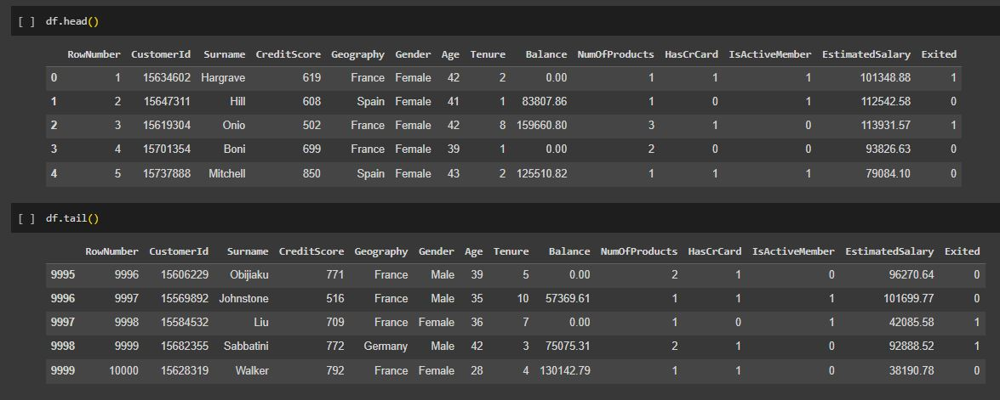 [ ] df.head()
RowNumber CustomerId Surname CreditScore Geography Gender Age Tenure Balance NumOfProducts HasCrCard IsActiveMember EstimatedSalary Exited
0 1 15634602 Hargrave 619 France Female 42 2 0.00 1 1 1 101348.88 1
1 2 15647311 Hill 608 Spain Female 41 1 83807.86 1 0 1 112542.58 0
2 3 15619304 Onio 502 France Female 42 8 159660.80 3 1 0 113931.57 1
3 4 15701354 Boni 699 France Female 39 1 0.00 2 0 0 93826.63 0
4 5 15737888 Mitchell 850 Spain Female 43 2 125510.82 1 1 1 79084.10 0
[ ] df.tail()
RowNumber CustomerId Surname CreditScore Geography Gender Age Tenure Balance NumOfProducts HasCrCard IsActiveMember EstimatedSalary Exited
9995 9996 15606229 Obijiaku 771 France Male 39 5 0.00 2 1 0 96270.64 0
9996 9997 15569892 Johnstone 516 France Male 35 10 57369.61 1 1 1 101699.77 0
9997 9998 15584532 Liu 709 France Female 36 7 0.00 1 0 1 42085.58 1
9998 9999 15682355 Sabbatini 772 Germany Male 42 3 75075.31 2 1 0 92888.52 1
9999 10000 15628319 Walker 792 France Female 28 4 130142.79 1 1 0 38190.78 0